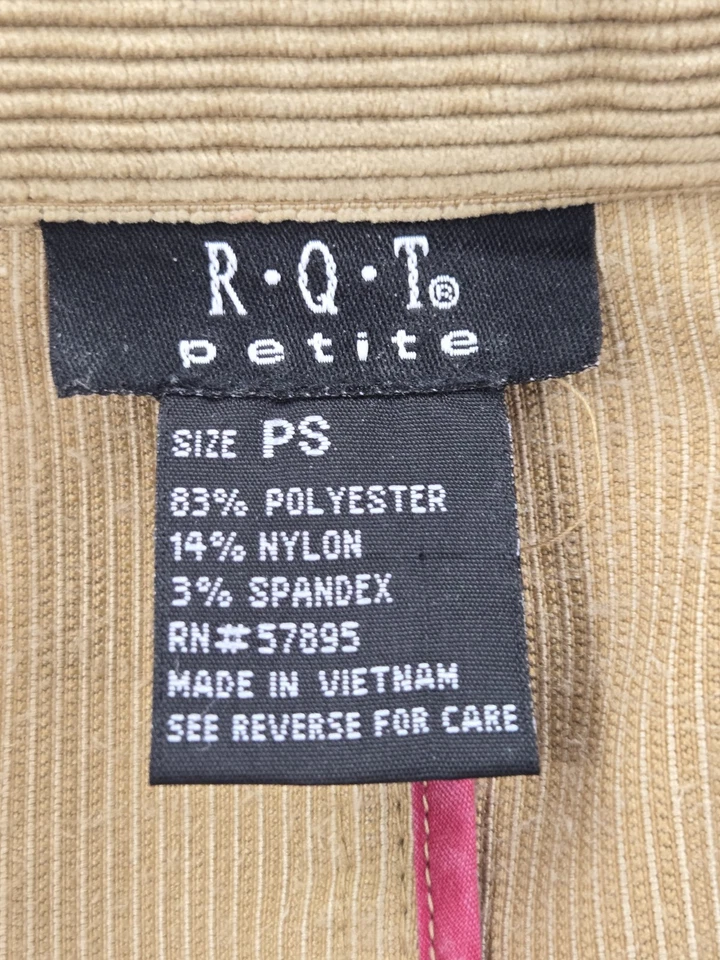 R·Q·T®
petite
SIZE PS
83% POLYESTER
14% NYLON
3% SPANDEX
RN#57895
MADE IN VIETNAM
SEE REVERSE FOR CARE